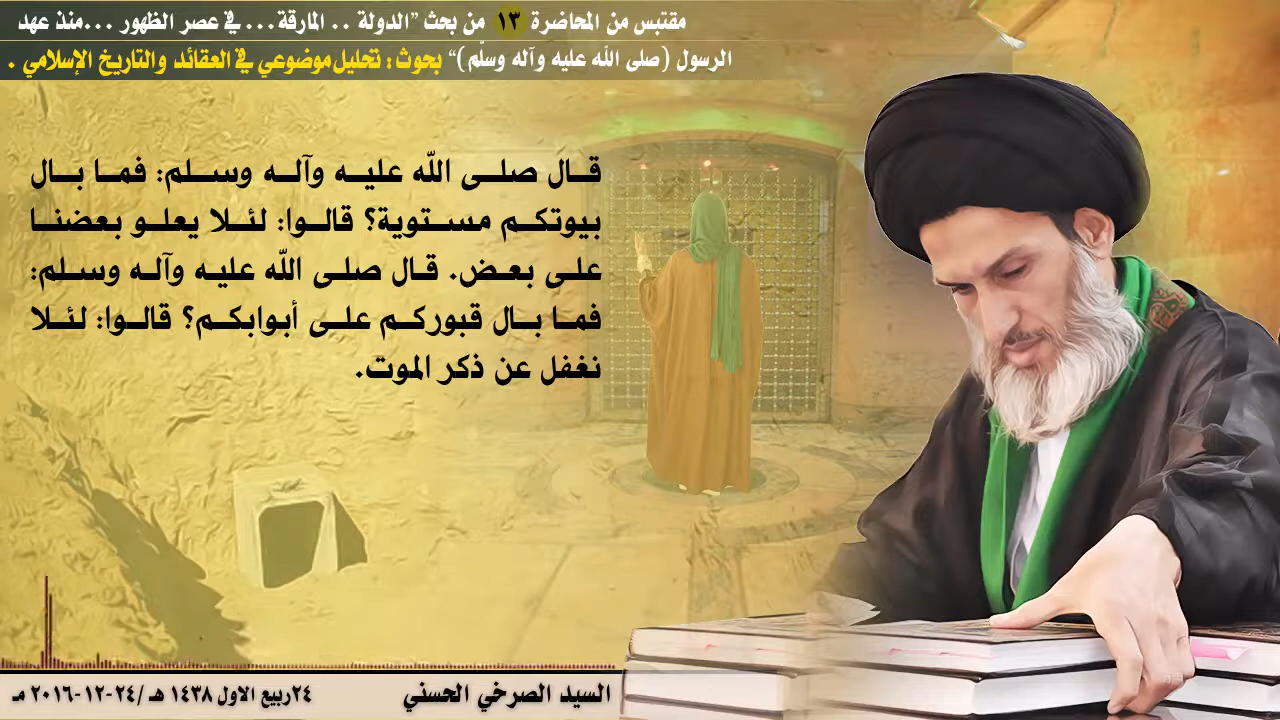 مقتبس من المحاضرة ١٣ من بحث "الدولة .. المارقة... في عصر الظهور ...منذ عهد
الرسول (صلى الله عليه وآله وسلّم)" بحوث : تحليل موضوعي في العقائد والتاريخ الإسلامي .
قال صلى الله عليه وآله وسلم: فما بال
بيوتكم مستوية؟ قالوا: لئلا يعلو بعضنا
على بعض. قال صلى الله عليه وآله وسلم:
فما بال قبوركم على أبوابكم؟ قالوا: لئلا
نغفل عن ذكر الموت.
السيد الصرخي الحسني
٢٤ربيع الاول ١٤٣٨ هـ /٢٤-١٢-٢٠١٦ مـ